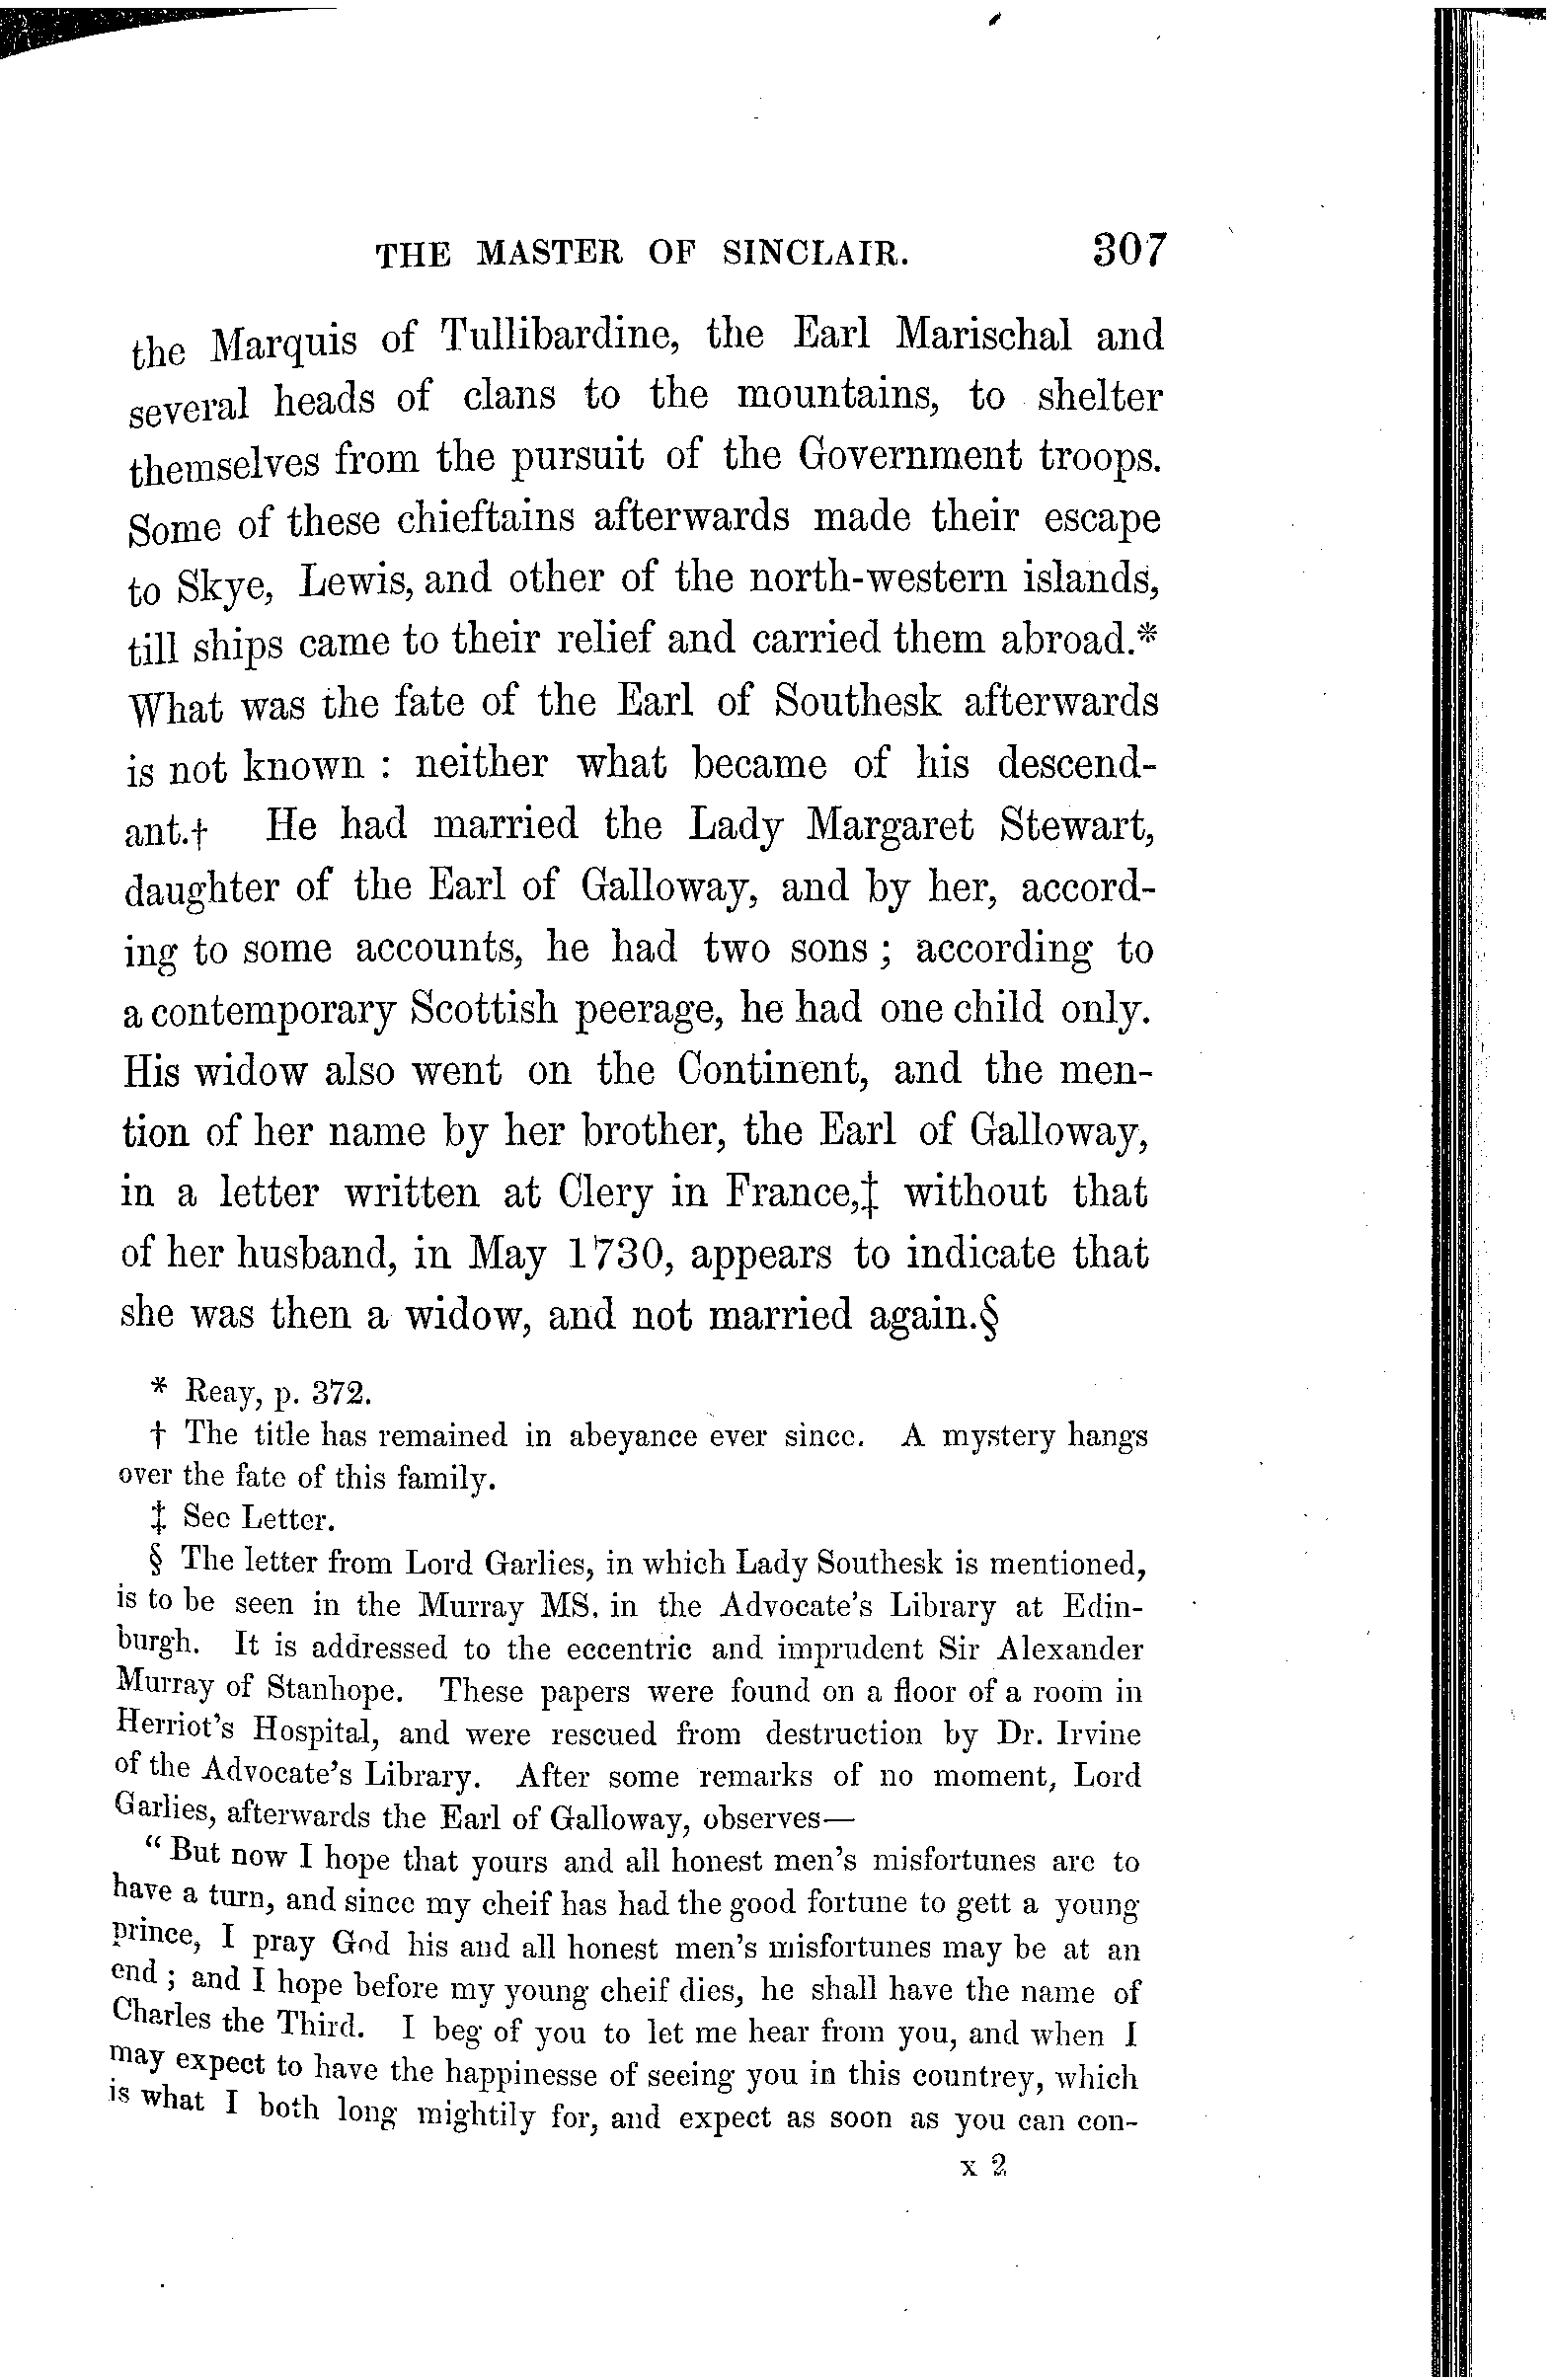 THE MASTER OF SINCLAIR. 307
the Marquis of Tullibardine, the Earl Marischal and
several heads of clans to the mountains, to shelter
themselves from the pursuit of the Government troops.
Some of these chieftains afterwards made their escape
to Skye, Lewis, and other of the north-western islands,
till ships came to their relief and carried them abroad.*
What was the fate of the Earl of Southesk afterwards
is not known : neither what became of his descend-
ant.† He had married the Lady Margaret Stewart,
daughter of the Earl of Galloway, and by her, accord-
ing to some accounts, he had two sons ; according to
a contemporary Scottish peerage, he had one child only.
His widow also went on the Continent, and the men-
tion of her name by her brother, the Earl of Galloway,
in a letter written at Clery in France,‡ without that
of her husband, in May 1730, appears to indicate that
she was then a widow, and not married again.§
* Reay, p. 372.
† The title has remained in abeyance ever since. A mystery hangs
over the fate of this family.
‡ See Letter.
§ The letter from Lord Garlies, in which Lady Southesk is mentioned,
is to be seen in the Murray MS. in the Advocate's Library at Edin-
burgh. It is addressed to the eccentric and imprudent Sir Alexander
Murray of Stanhope. These papers were found on a floor of a room in
Herriot's Hospital, and were rescued from destruction by Dr. Irvine
of the Advocate's Library. After some remarks of no moment, Lord
Garlies, afterwards the Earl of Galloway, observes—
“ But now I hope that yours and all honest men's misfortunes are to
have a turn, and since my cheif has had the good fortune to gett a young
prince, I pray God his and all honest men's misfortunes may be at an
end ; and I hope before my young cheif dies, he shall have the name of
Charles the Third. I beg of you to let me hear from you, and when I
may expect to have the happinesse of seeing you in this countrey, which
is what I both long mightily for, and expect as soon as you can con-
x 2